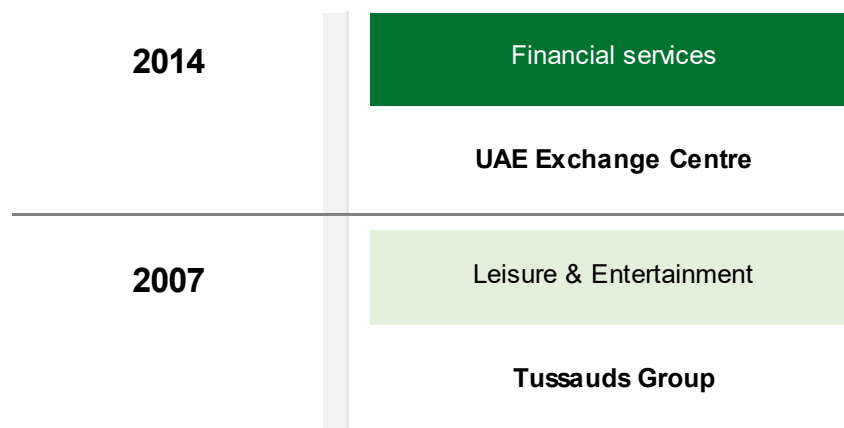 2014
Financial services
UAE Exchange Centre
2007
Leisure & Entertainment
Tussauds Group